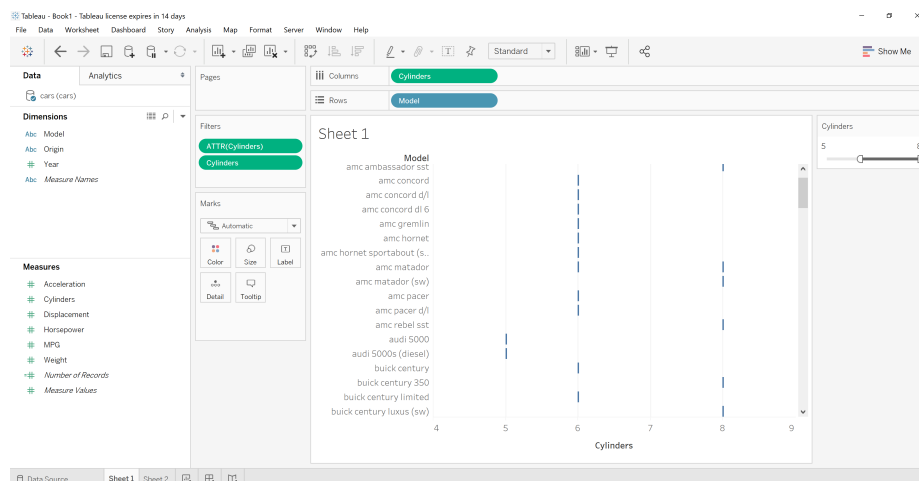 Tableau - Book1 - Tableau license expires in 14 days
File Data Worksheet Dashboard Story Analysis Map Format Server Window Help
Standard
Show Me
Data Analytics
cars (cars)
Dimensions
Abc Model
Abc Origin
# Year
Abc Measure Names
Measures
# Acceleration
# Cylinders
# Displacement
# Horsepower
# MPG
# Weight
=# Number of Records
# Measure Values
Pages
Filters
ATTR(Cylinders)
Cylinders
Marks
Automatic
Color Size Label
Detail Tooltip
Columns Cylinders
Rows Model
Sheet 1
Model
amc ambassador sst
amc concord
amc concord d/l
amc concord dl 6
amc gremlin
amc hornet
amc hornet sportabout (s..
amc matador
amc matador (sw)
amc pacer
amc pacer d/l
amc rebel sst
audi 5000
audi 5000s (diesel)
buick century
buick century 350
buick century limited
buick century luxus (sw)
4 5 6 7 8 9
Cylinders
Cylinders
5 8
Data Source Sheet 1 Sheet 2